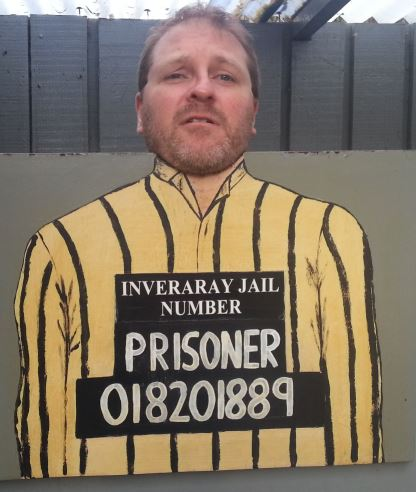 INVERARAY JAIL
NUMBER
PRISONER
018201889